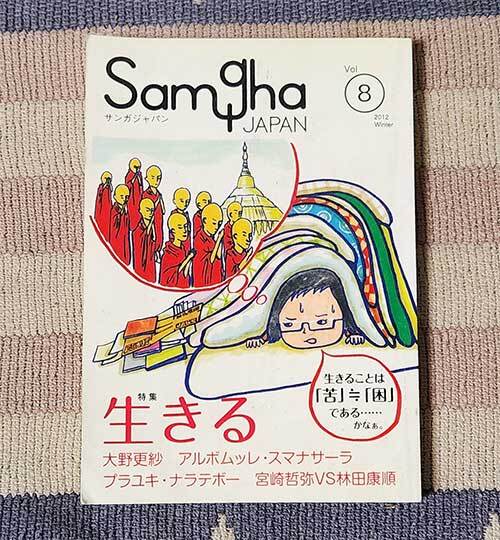 Samgha
サンガジャパン
JAPAN
Vol
8
2012
Winter
生きることは
「苦」≒「困」
である……
かなぁ。
特集
生きる
大野更紗　アルボムッレ・スマナサーラ
プラユキ・ナラテボー　宮崎哲弥VS林田康順